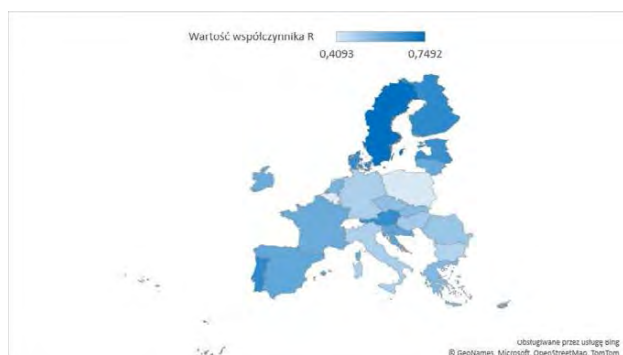 Wartość współczynnika R
0,4093
0,7492
Obsługiwane przez usługę Bing
© GeoNames, Microsoft, OpenStreetMap, TomTom